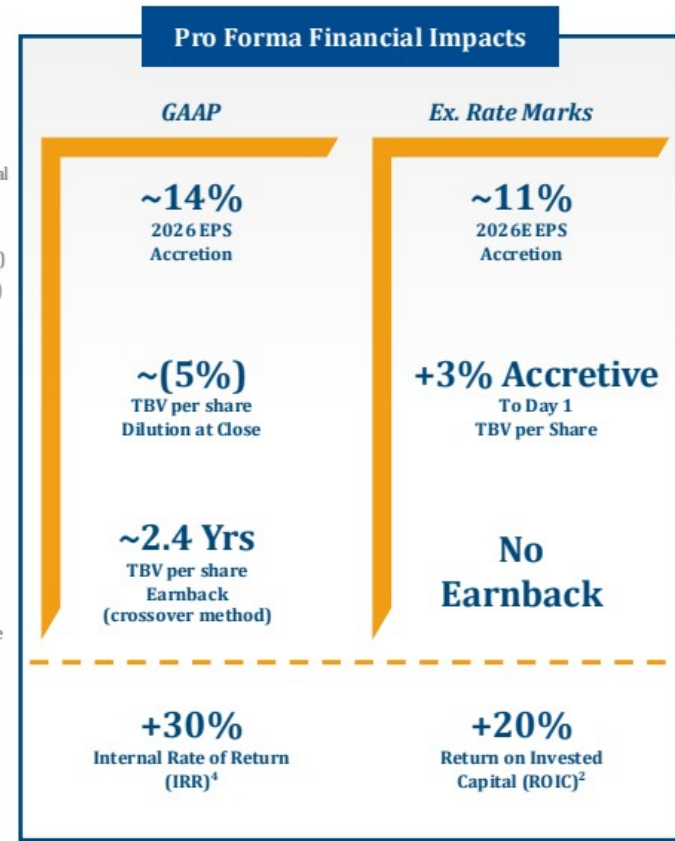 Pro Forma Financial Impacts
GAAP
~14%
2026 EPS
Accretion
~(5%)
TBV per share
Dilution at Close
~2.4 Yrs
TBV per share
Earnback
(crossover method)
Ex. Rate Marks
~11%
2026E EPS
Accretion
+3% Accretive
To Day 1
TBV per Share
No
Earnback
+30%
Internal Rate of Return
(IRR)4
+20%
Return on Invested
Capital (ROIC)2